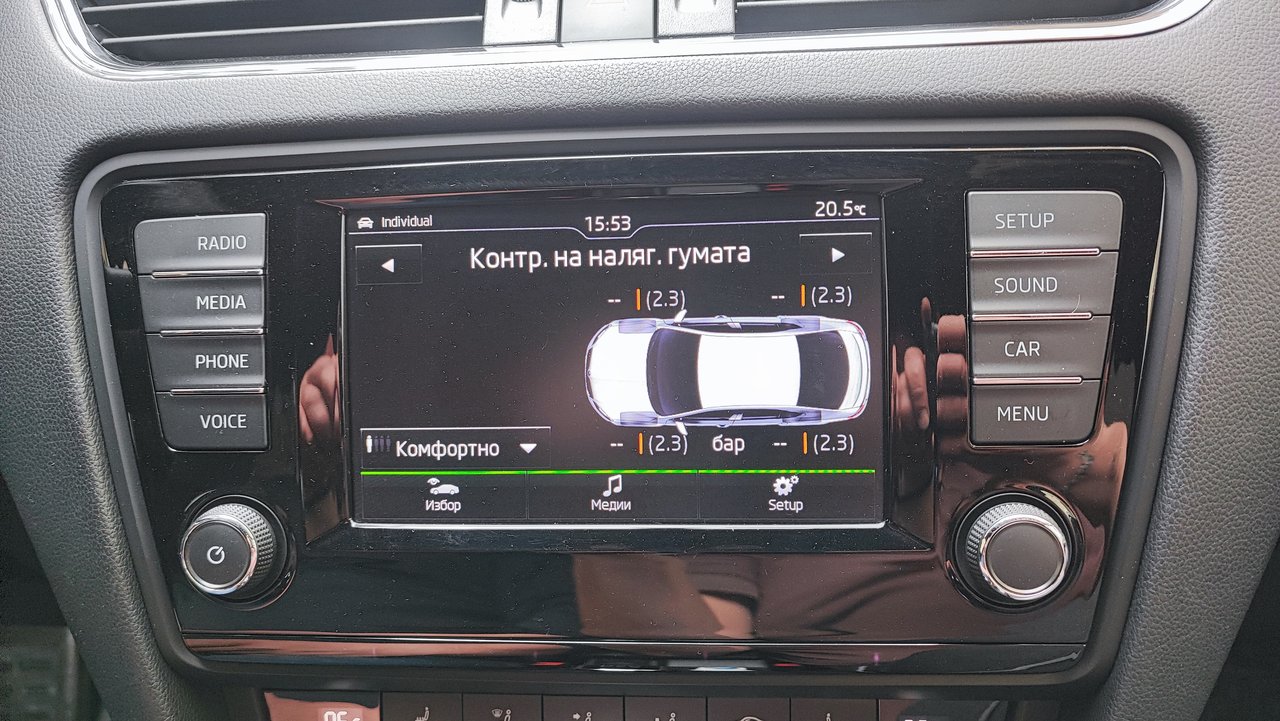 Individual 15:53 20.5°C
Контр. на наляг. гумата
-- (2.3) -- (2.3)
-- (2.3) бар -- (2.3)
Комфортно
Избор Медии Setup
RADIO
MEDIA
PHONE
VOICE
SETUP
SOUND
CAR
MENU